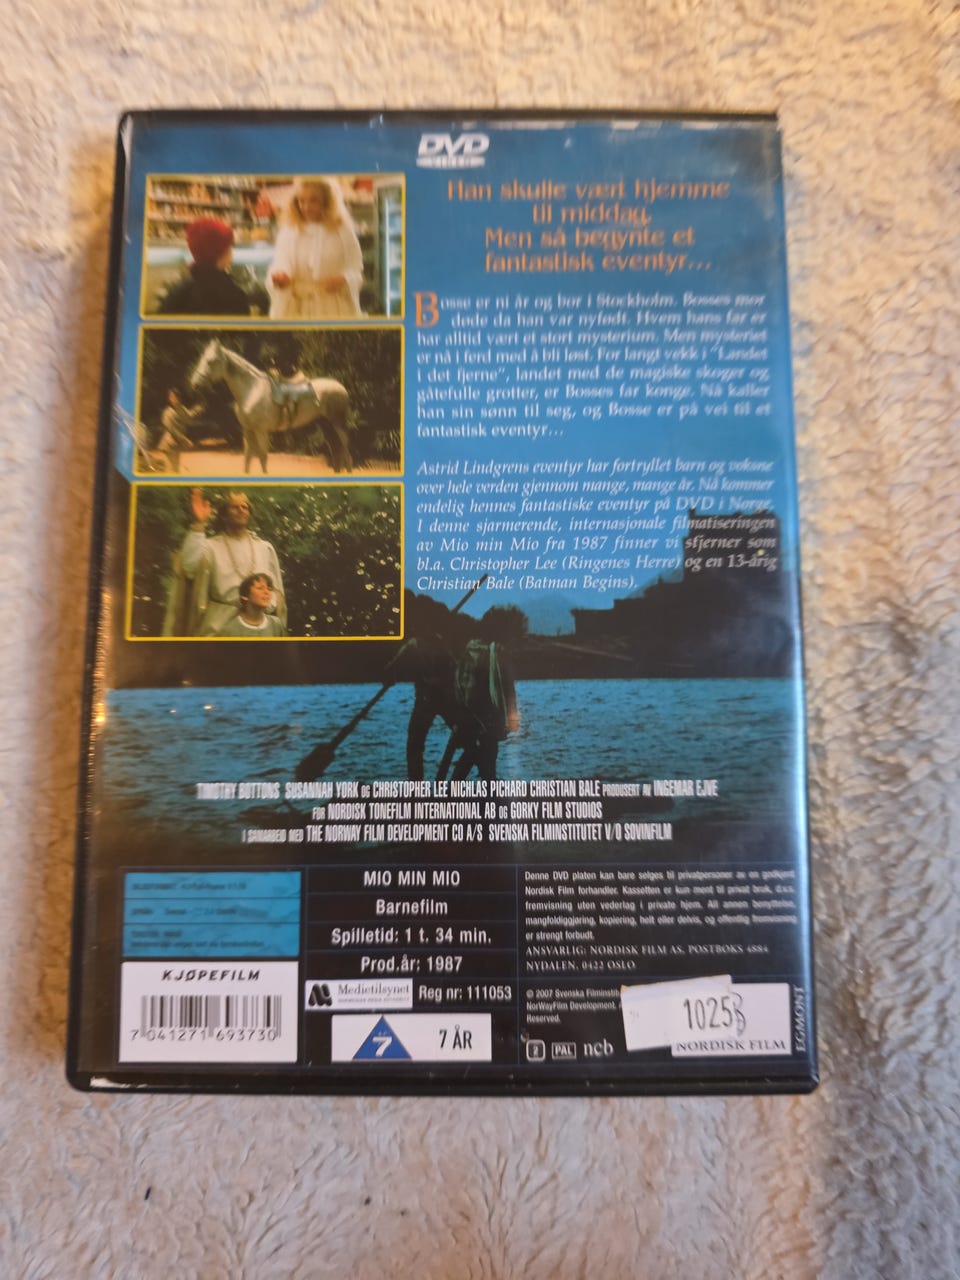 DVD
VIDEO
Han skulle vært hjemme
til middag.
Men så begynte et
fantastisk eventyr...
Bosse er ni år og bor i Stockholm. Bosses mor
døde da han var nyfødt. Hvem hans far er
har alltid vært et stort mysterium. Men mysteriet
er nå i ferd med å bli løst. For langt vekk i "Landet
i det fjerne", landet med de magiske skoger og
gåtefulle grotter, er Bosses far konge. Nå kaller
han sin sønn til seg, og Bosse er på vei til et
fantastisk eventyr...
Astrid Lindgrens eventyr har fortryllet barn og voksne
over hele verden gjennom mange, mange år. Nå kommer
endelig hennes fantastiske eventyr på DVD i Norge.
I denne sjarmerende, internasjonale filmatiseringen
av Mio min Mio fra 1987 finner vi stjerner som
bl.a. Christopher Lee (Ringenes Herre) og en 13-årig
Christian Bale (Batman Begins).
TIMOTHY BOTTONS SUSANNAH YORK OG CHRISTOPHER LEE NICHLAS PICHARD CHRISTIAN BALE PRODUSERT AV INGEMAR EJVE
FOR NORDISK TONEFILM INTERNATIONAL AB OG GORKY FILM STUDIOS
I SAMARBEID MED THE NORWAY FILM DEVELOPMENT CO A/S SVENSKA FILMINSTITUTET V/O SOVINFILM
MIO MIN MIO
Barnefilm
Spilletid: 1 t. 34 min.
Prod.år: 1987
Medietilsynet
Reg nr: 111053
7
7 ÅR
KJØPEFILM
7 041271 693730
Denne DVD platen kan bare selges til privatpersoner av en godkjent
Nordisk Film forhandler. Kassetten er kun ment til privat bruk, d.v.s.
fremvisning uten vederlag i private hjem. All annen benyttelse,
mangfoldiggjøring, kopiering, helt eller delvis, og offentlig fremvisning
er strengt forbudt.
ANSVARLIG: NORDISK FILM AS. POSTBOKS 4884
NYDALEN. 0422 OSLO
© 2007 Svenska Filminsti
NorWayFilm Development.
Reserved.
2 PAL ncb
NORDISK FILM
EGMONT